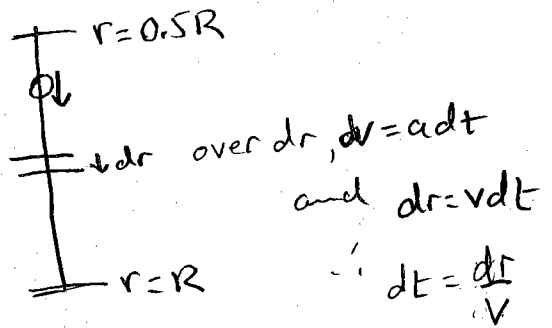 r=0.5R
dr over dr, dv=adt
and dr=vdt
∴ dt=dr/v
r=R